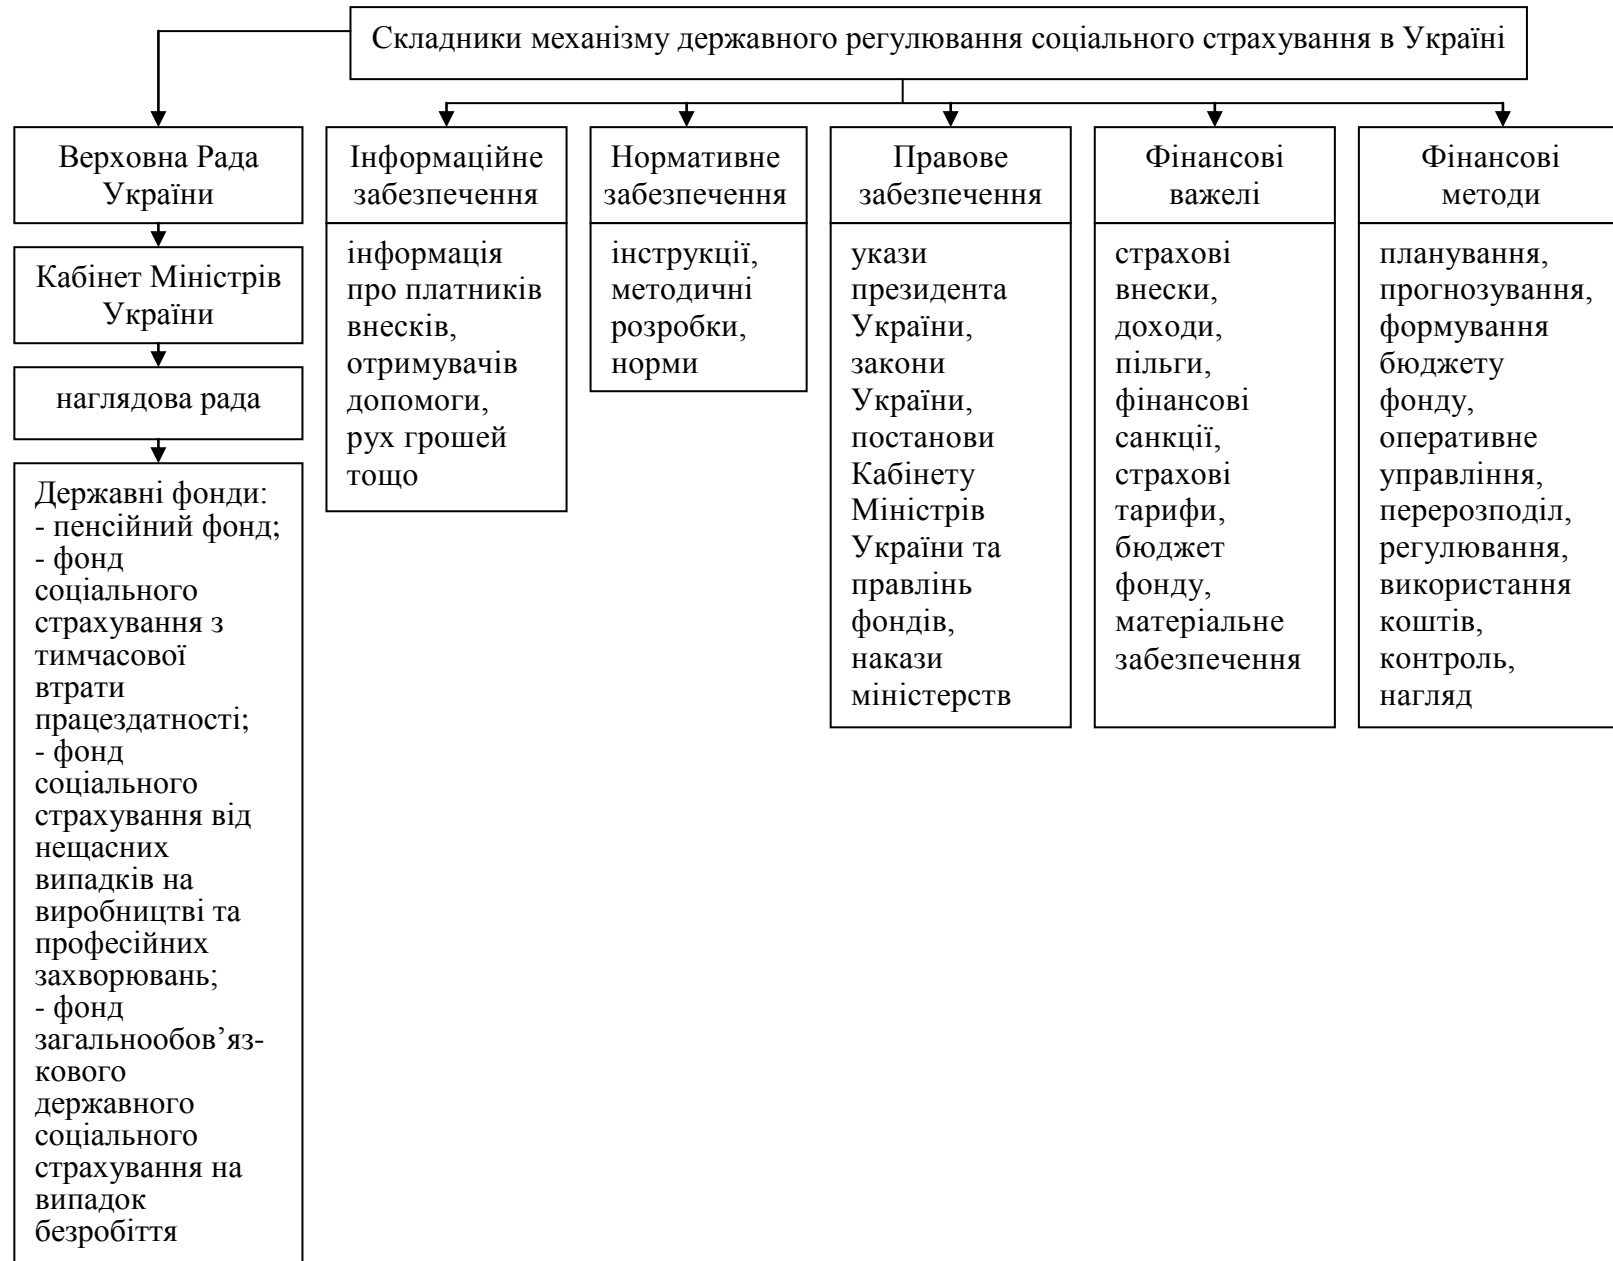 Складники механізму державного регулювання соціального страхування в Україні
Верховна Рада
України
Кабінет Міністрів
України
наглядова рада
Державні фонди:
- пенсійний фонд;
- фонд
соціального
страхування з
тимчасової
втрати
працездатності;
- фонд
соціального
страхування від
нещасних
випадків на
виробництві та
професійних
захворювань;
- фонд
загальнообов’яз-
кового
державного
соціального
страхування на
випадок
безробіття
Інформаційне
забезпечення
інформація
про платників
внесків,
отримувачів
допомоги,
рух грошей
тощо
Нормативне
забезпечення
інструкції,
методичні
розробки,
норми
Правове
забезпечення
укази
президента
України,
закони
України,
постанови
Кабінету
Міністрів
України та
правлінь
фондів,
накази
міністерств
Фінансові
важелі
страхові
внески,
доходи,
пільги,
фінансові
санкції,
страхові
тарифи,
бюджет
фонду,
матеріальне
забезпечення
Фінансові
методи
планування,
прогнозування,
формування
бюджету
фонду,
оперативне
управління,
перерозподіл,
регулювання,
використання
коштів,
контроль,
нагляд